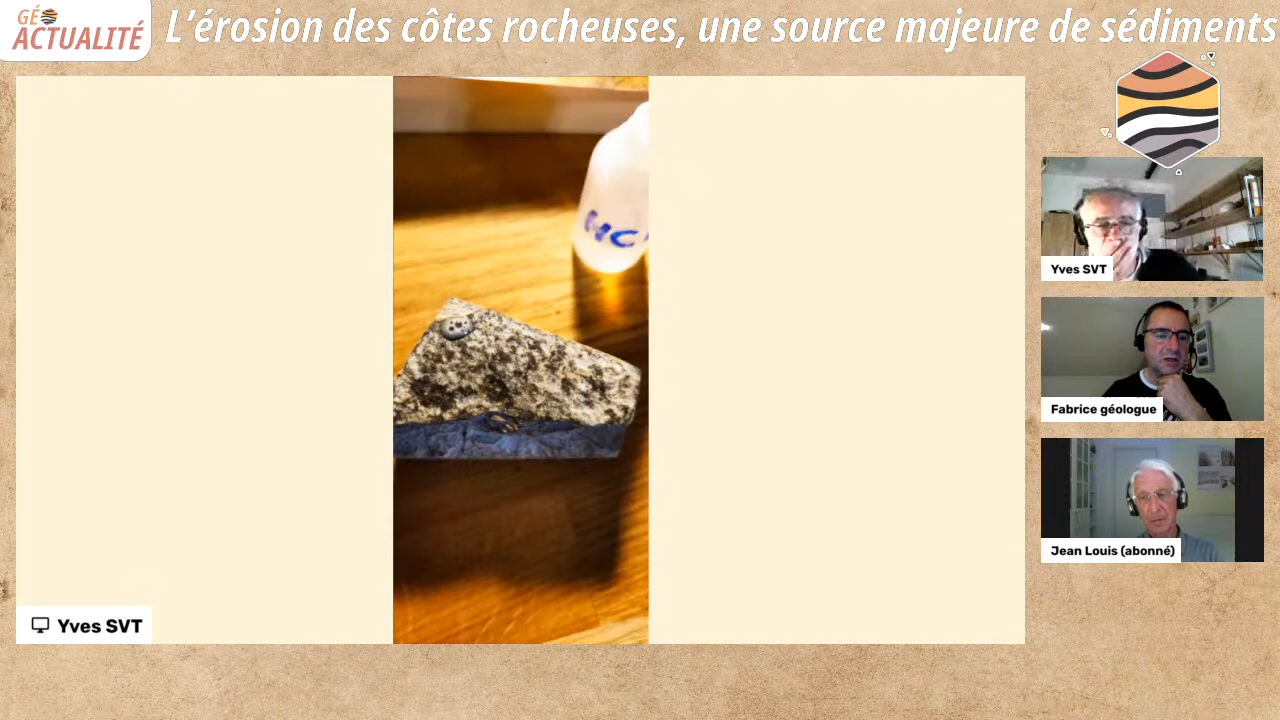 GÉO
ACTUALITÉ
L'érosion des côtes rocheuses, une source majeure de sédiments
HC
Yves SVT
Fabrice géologue
Jean Louis (abonné)
Yves SVT